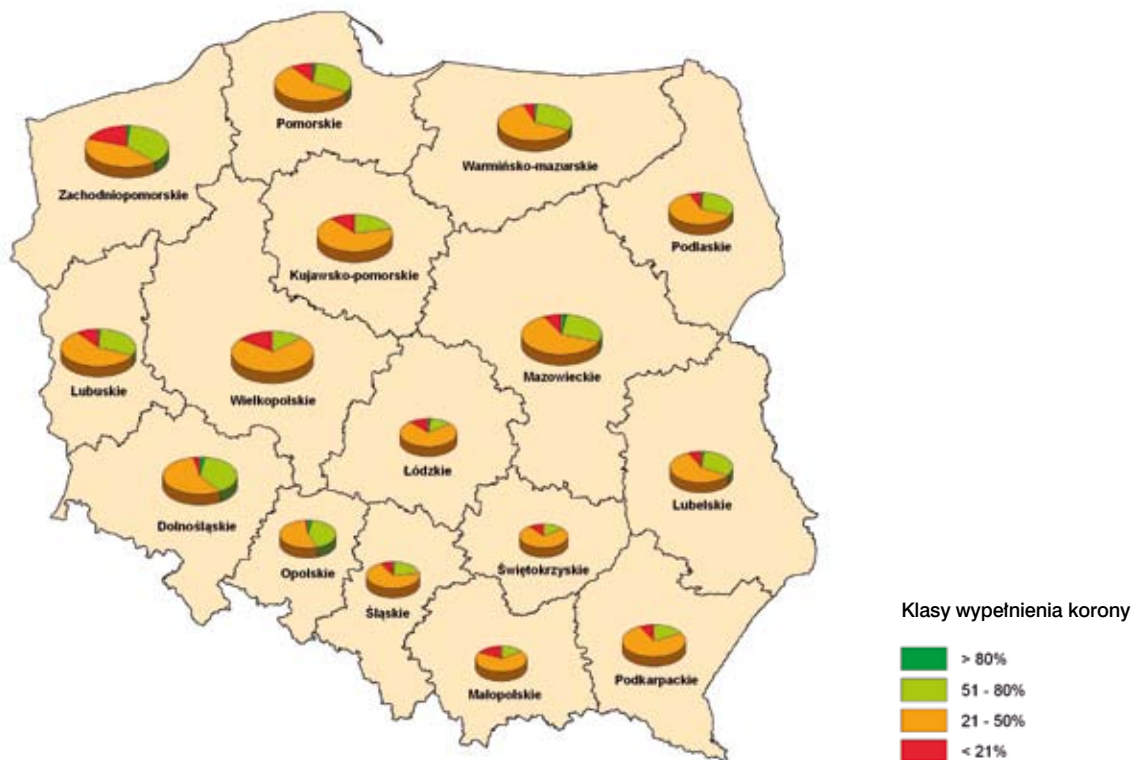 Pomorskie
Warmińsko-mazurskie
Zachodniopomorskie
Podlaskie
Kujawsko-pomorskie
Mazowieckie
Lubuskie
Wielkopolskie
Łódzkie
Lubelskie
Dolnośląskie
Opolskie
Świętokrzyskie
Śląskie
Podkarpackie
Małopolskie
Klasy wypełnienia korony
> 80%
51 - 80%
21 - 50%
< 21%